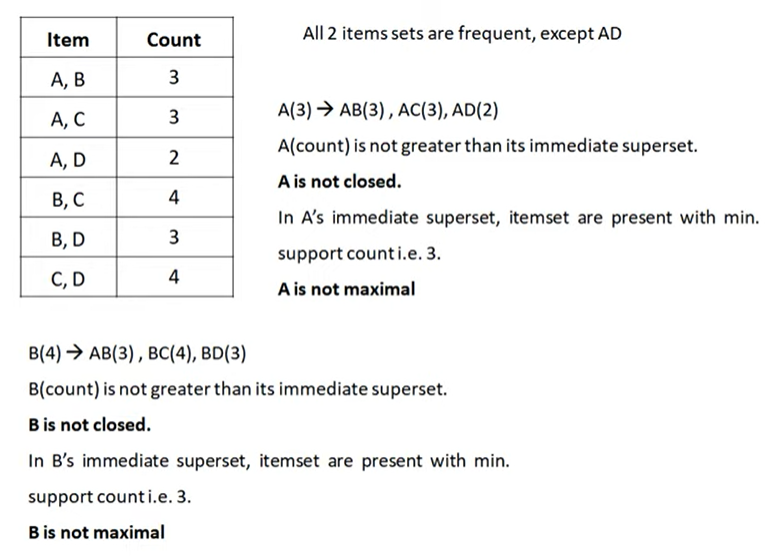 Item Count
A, B 3
A, C 3
A, D 2
B, C 4
B, D 3
C, D 4
All 2 items sets are frequent, except AD
A(3) → AB(3) , AC(3), AD(2)
A(count) is not greater than its immediate superset.
A is not closed.
In A's immediate superset, itemset are present with min.
support count i.e. 3.
A is not maximal
B(4) → AB(3) , BC(4), BD(3)
B(count) is not greater than its immediate superset.
B is not closed.
In B's immediate superset, itemset are present with min.
support count i.e. 3.
B is not maximal